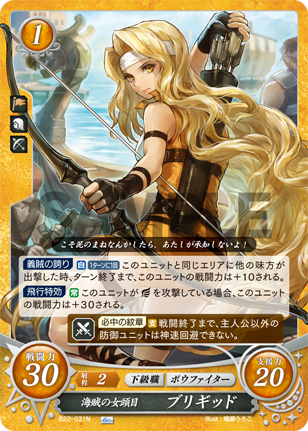 1
SAMPLE
こそ泥のまねなんかしたら、あたしが承知しないよ!
義賊の誇り 自 1ターンに1回 このユニットと同じエリアに他の味方が
出撃した時、ターン終了まで、このユニットの戦闘力は+10される。
飛行特効 常 このユニットが を攻撃している場合、このユニットの
戦闘力は+30される。
必中の紋章 支 戦闘終了まで、主人公以外の
防御ユニットは神速回避できない。
戦闘力
30
射程 2
下級職
ボウファイター
支援力
20
海賊の女頭目
ブリギッド
B22-031N